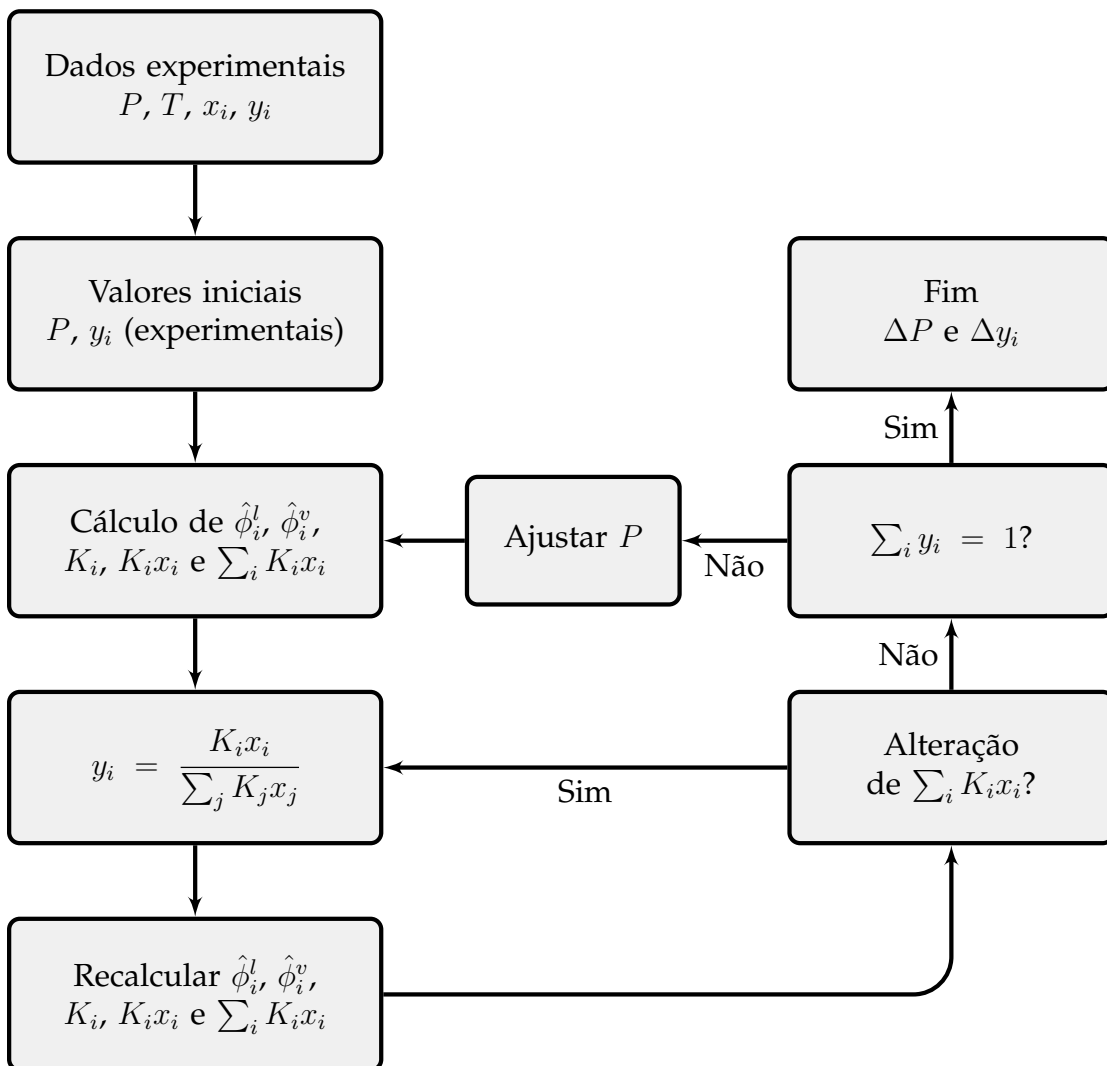 Dados experimentais
P, T, x_i, y_i
Valores iniciais
P, y_i (experimentais)
Fim
ΔP e Δy_i
Sim
Cálculo de φ̂_i^l, φ̂_i^v,
K_i, K_i x_i e ∑_i K_i x_i
Ajustar P
Não
∑_i y_i = 1?
Não
y_i = K_i x_i / ∑_j K_j x_j
Sim
Alteração
de ∑_i K_i x_i?
Recalcular φ̂_i^l, φ̂_i^v,
K_i, K_i x_i e ∑_i K_i x_i